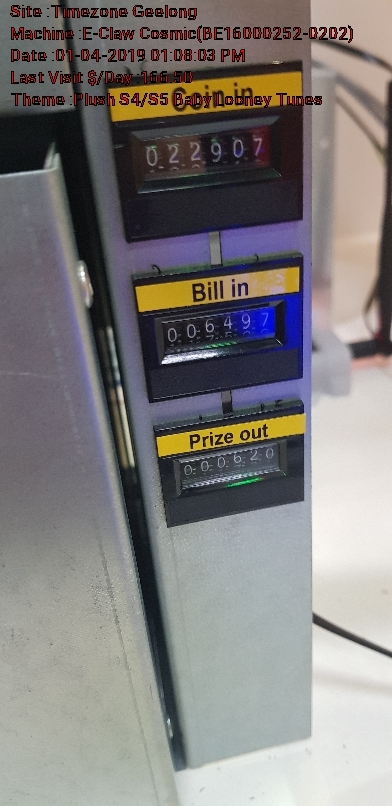 Site :Timezone Geelong
Machine :E-Claw Cosmic(BE16000252-0202)
Date :01-04-2019 01:08:03 PM
Last Visit $/Day :166.50
Theme :Plush S4/S5 Baby Looney Tunes
Coin in
022907
Bill in
006497
Prize out
000620